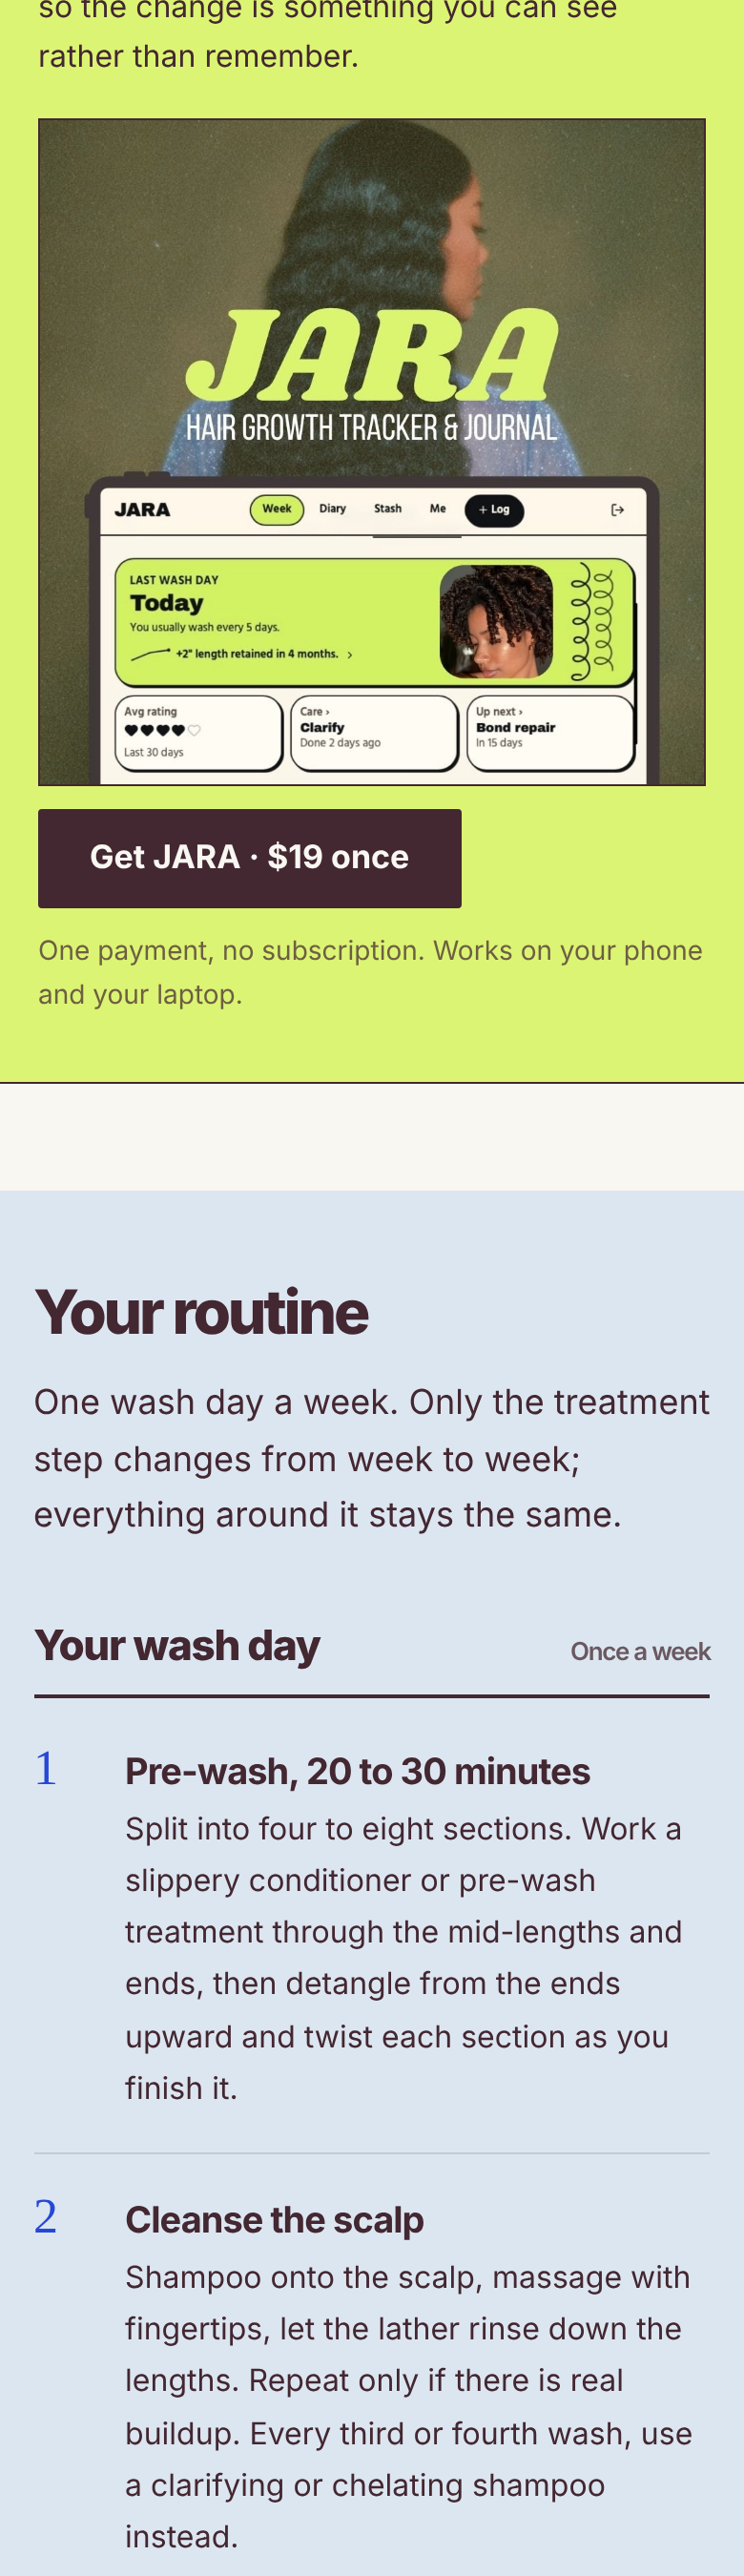 so the change is something you can see
rather than remember.
JARA
HAIR GROWTH TRACKER & JOURNAL
JARA
Week
Diary
Stash
Me
+ Log
LAST WASH DAY
Today
You usually wash every 5 days.
+2" length retained in 4 months. ›
Avg rating
Last 30 days
Care ›
Clarify
Done 2 days ago
Up next ›
Bond repair
In 15 days
Get JARA · $19 once
One payment, no subscription. Works on your phone
and your laptop.
Your routine
One wash day a week. Only the treatment
step changes from week to week;
everything around it stays the same.
Your wash day
Once a week
1
Pre-wash, 20 to 30 minutes
Split into four to eight sections. Work a
slippery conditioner or pre-wash
treatment through the mid-lengths and
ends, then detangle from the ends
upward and twist each section as you
finish it.
2
Cleanse the scalp
Shampoo onto the scalp, massage with
fingertips, let the lather rinse down the
lengths. Repeat only if there is real
buildup. Every third or fourth wash, use
a clarifying or chelating shampoo
instead.